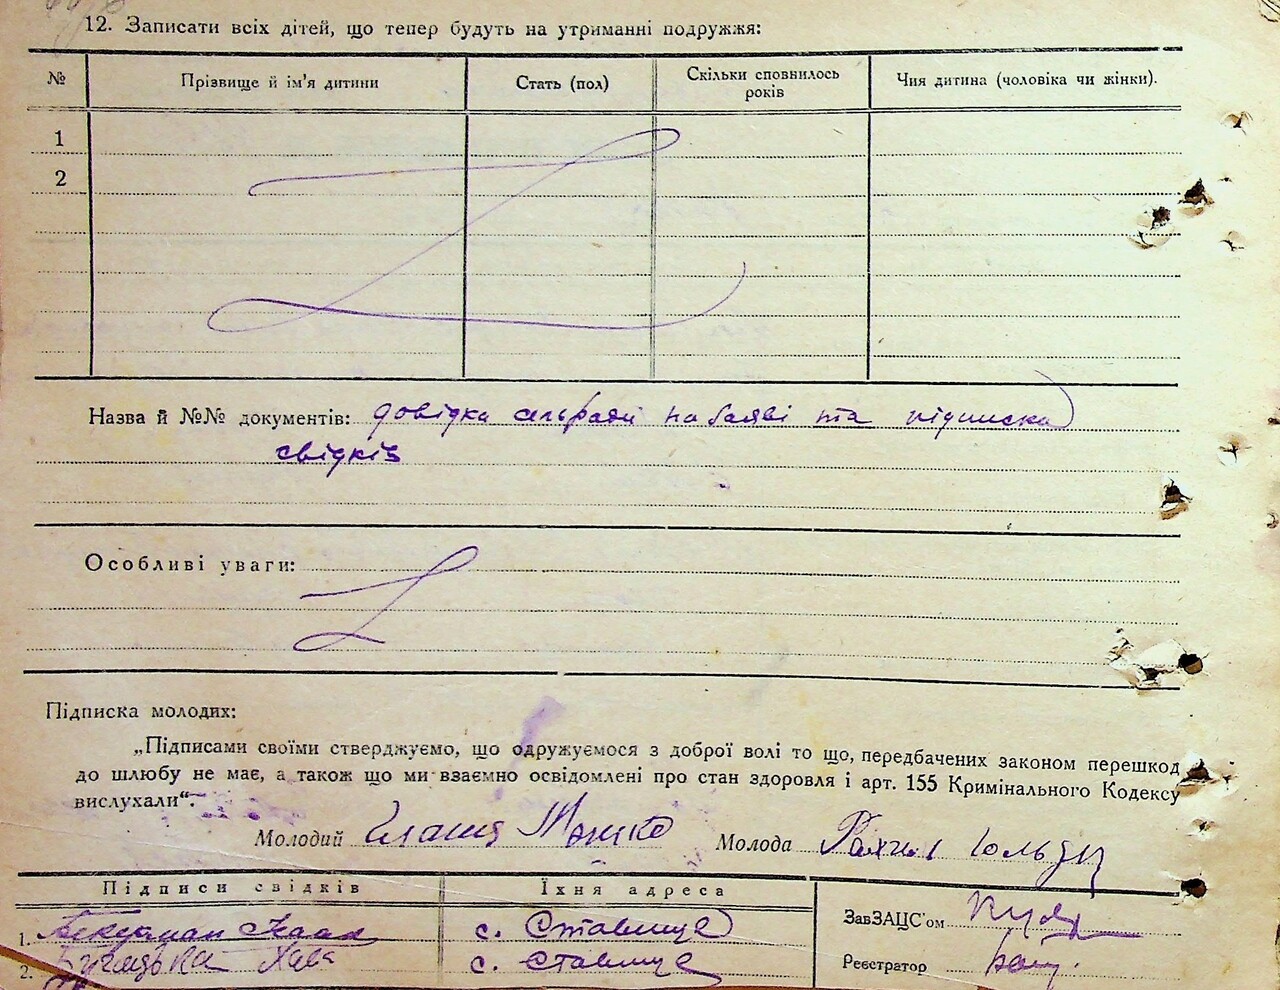 12. Записати всіх дітей, що тепер будуть на утриманні подружжя:
№ Прізвище й ім'я дитини Стать (пол) Скільки сповнилось років Чия дитина (чоловіка чи жінки).
1
2
Назва й №№ документів: довідка сільради по заяві та підписка
свідків
Особливі уваги:
Підписка молодих:
„Підписами своїми стверджуємо, що одружуємося з доброї волі то що, передбачених законом перешкод
до шлюбу не має, а також що ми взаємно освідомлені про стан здоровля і арт. 155 Кримінального Кодексу
вислухали“.
Молодий Мошко Молода Рахиль
Підписи свідків Їхня адреса
ЗавЗАЦС'ом
1. с. Ставище
Реєстратор
2. Хава с. Ставище